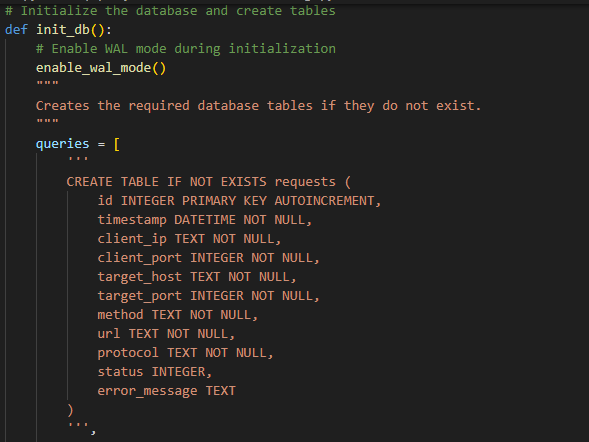 # Initialize the database and create tables
def init_db():
    # Enable WAL mode during initialization
    enable_wal_mode()
    """
    Creates the required database tables if they do not exist.
    """
    queries = [
        '''
        CREATE TABLE IF NOT EXISTS requests (
            id INTEGER PRIMARY KEY AUTOINCREMENT,
            timestamp DATETIME NOT NULL,
            client_ip TEXT NOT NULL,
            client_port INTEGER NOT NULL,
            target_host TEXT NOT NULL,
            target_port INTEGER NOT NULL,
            method TEXT NOT NULL,
            url TEXT NOT NULL,
            protocol TEXT NOT NULL,
            status INTEGER,
            error_message TEXT
        )
        ''',